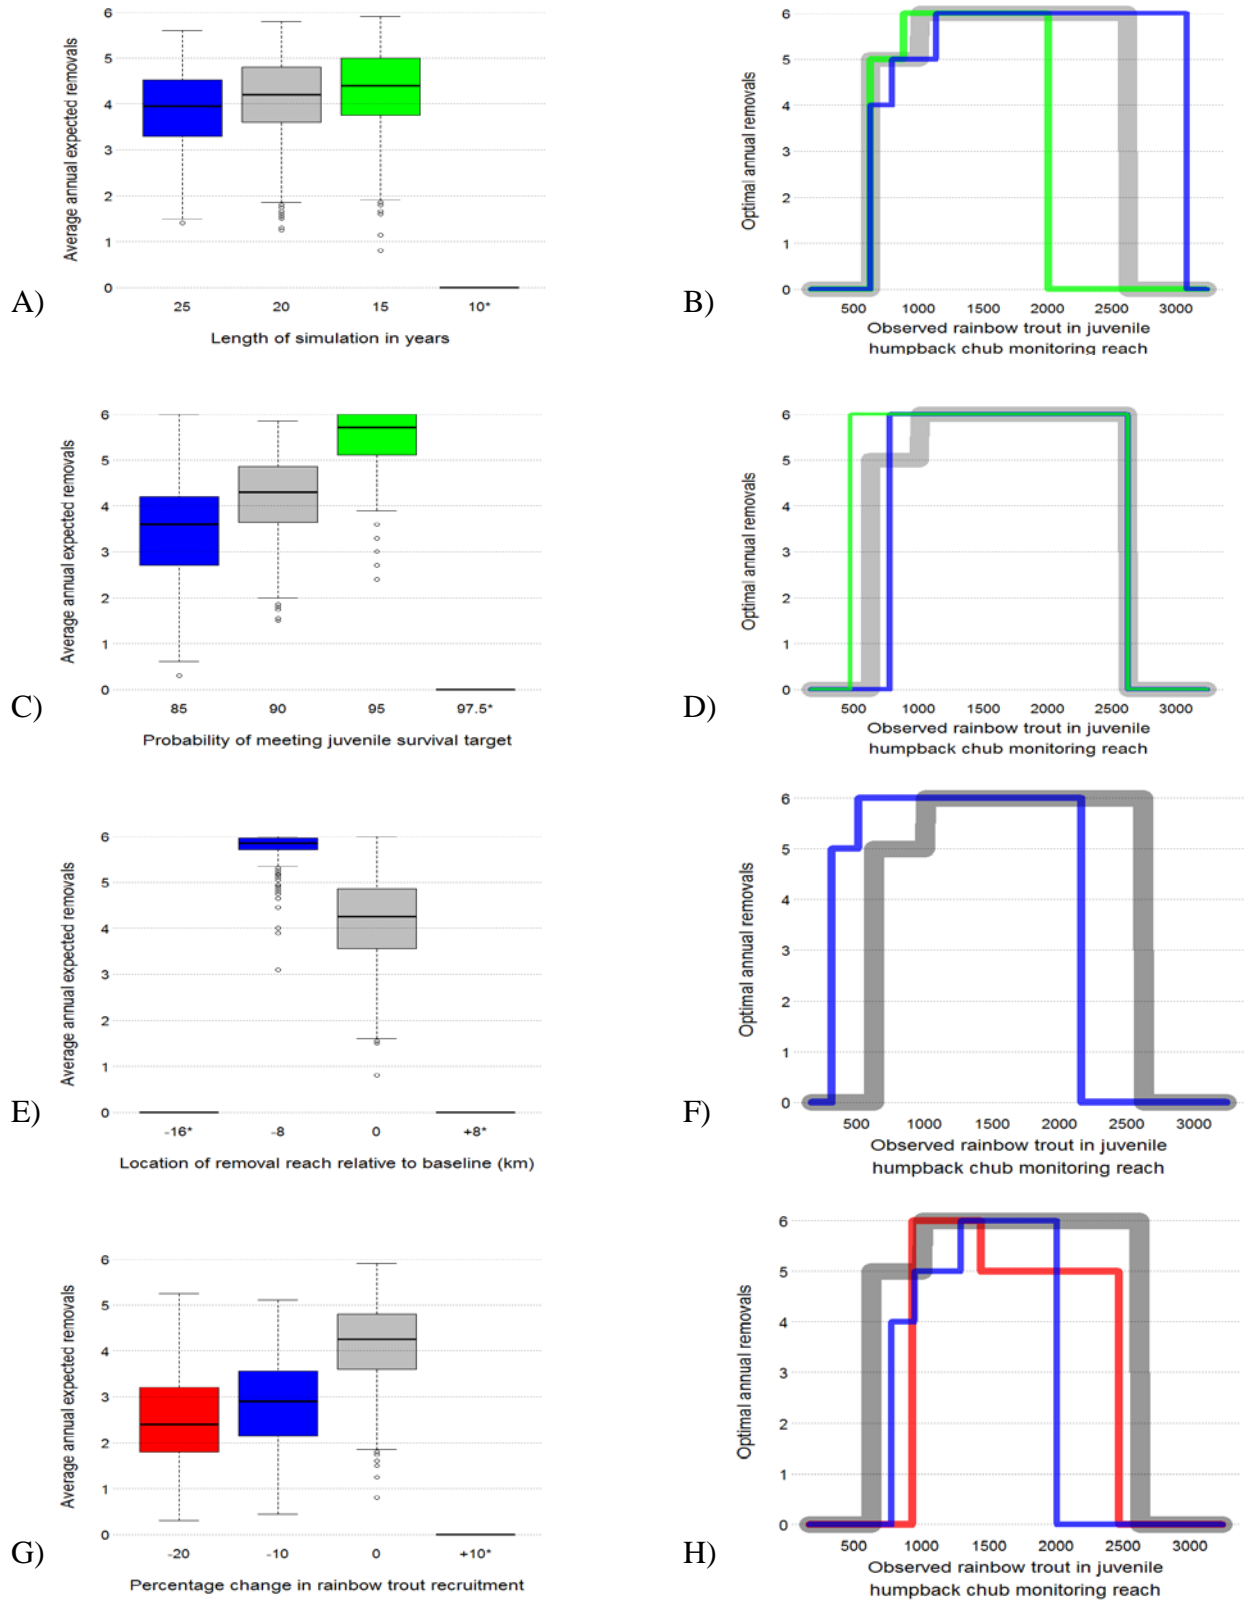 Average annual expected removals
6
5
4
3
2
1
0
25 20 15 10*
Length of simulation in years
A)
Optimal annual removals
6
5
4
3
2
1
0
500 1000 1500 2000 2500 3000
Observed rainbow trout in juvenile
humpback chub monitoring reach
B)
Average annual expected removals
6
5
4
3
2
1
0
85 90 95 97.5*
Probability of meeting juvenile survival target
C)
Optimal annual removals
6
5
4
3
2
1
0
500 1000 1500 2000 2500 3000
Observed rainbow trout in juvenile
humpback chub monitoring reach
D)
Average annual expected removals
6
5
4
3
2
1
0
-16* -8 0 +8*
Location of removal reach relative to baseline (km)
E)
Optimal annual removals
6
5
4
3
2
1
0
500 1000 1500 2000 2500 3000
Observed rainbow trout in juvenile
humpback chub monitoring reach
F)
Average annual expected removals
6
5
4
3
2
1
0
-20 -10 0 +10*
Percentage change in rainbow trout recruitment
G)
Optimal annual removals
6
5
4
3
2
1
0
500 1000 1500 2000 2500 3000
Observed rainbow trout in juvenile
humpback chub monitoring reach
H)